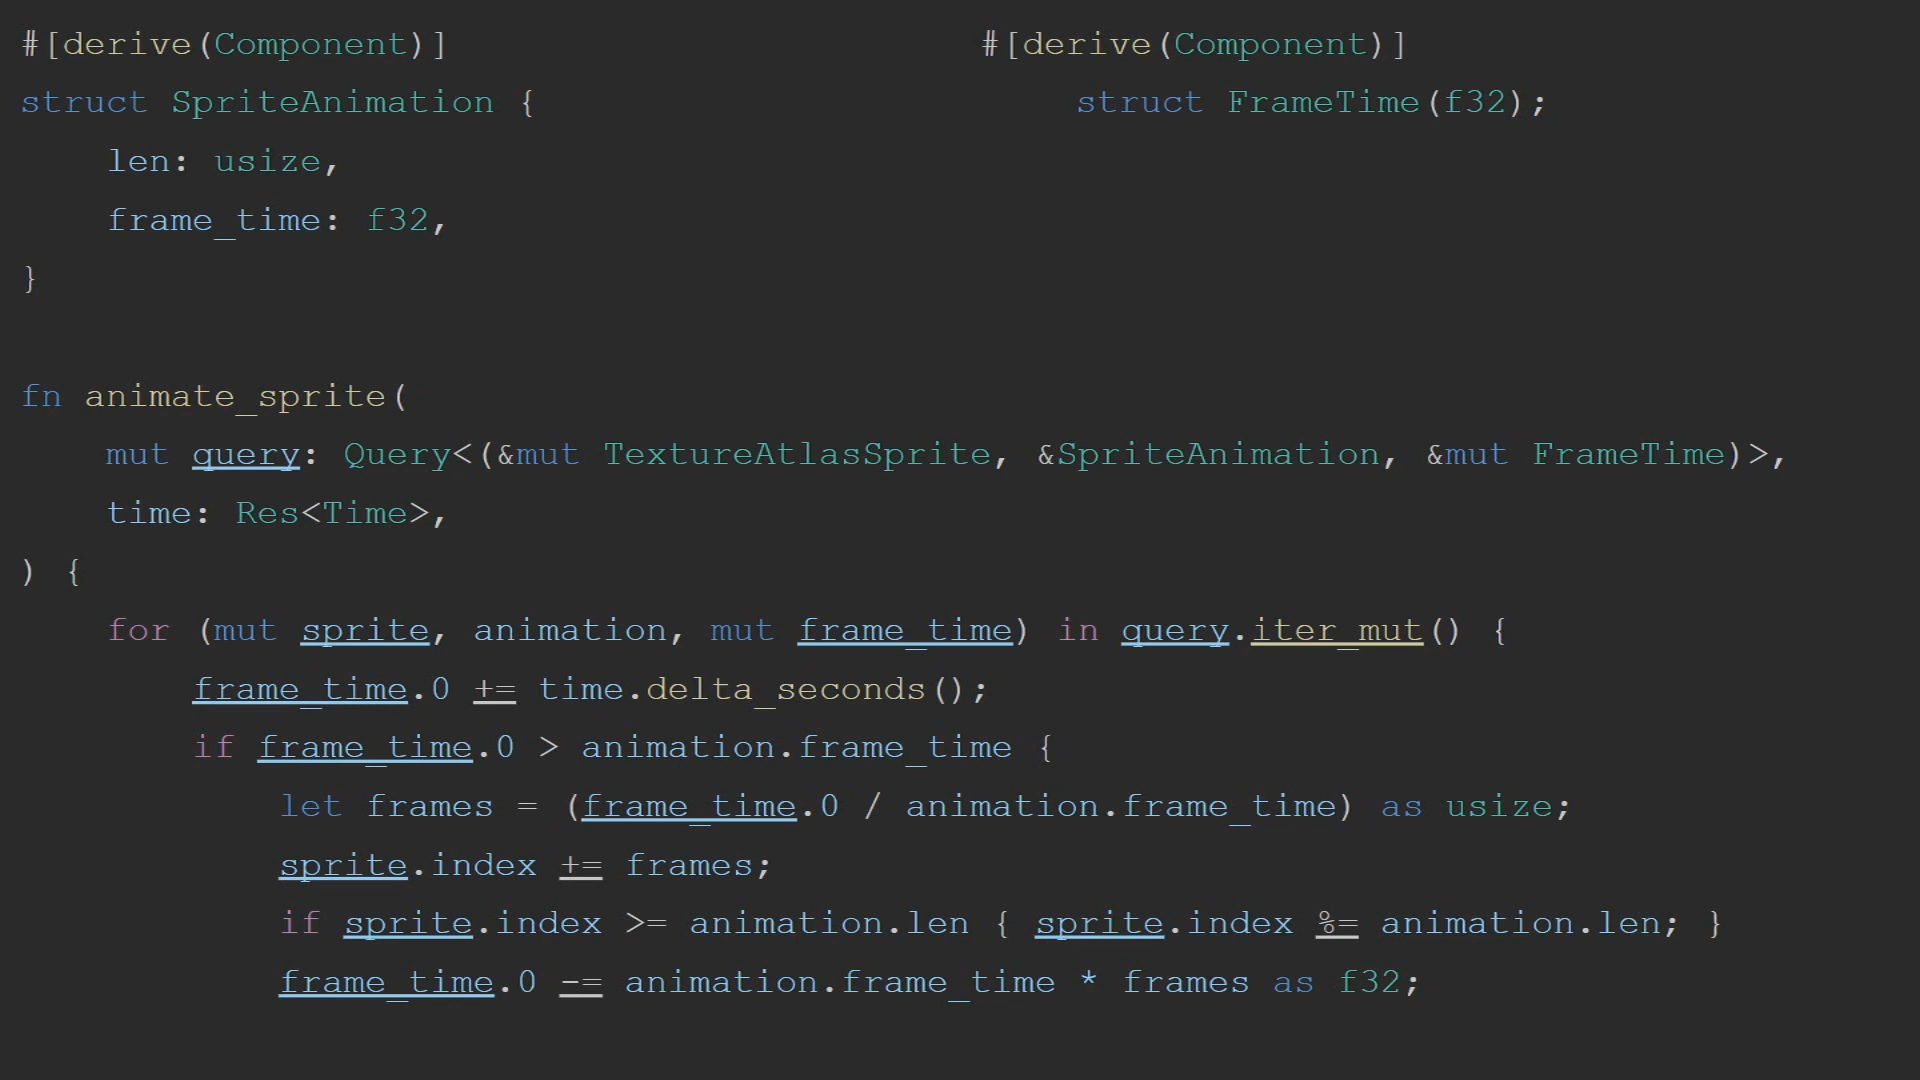 #[derive(Component)]
struct SpriteAnimation {
    len: usize,
    frame_time: f32,
}
#[derive(Component)]
struct FrameTime(f32);
fn animate_sprite(
    mut query: Query<(&mut TextureAtlasSprite, &SpriteAnimation, &mut FrameTime)>,
    time: Res<Time>,
) {
    for (mut sprite, animation, mut frame_time) in query.iter_mut() {
        frame_time.0 += time.delta_seconds();
        if frame_time.0 > animation.frame_time {
            let frames = (frame_time.0 / animation.frame_time) as usize;
            sprite.index += frames;
            if sprite.index >= animation.len { sprite.index %= animation.len; }
            frame_time.0 -= animation.frame_time * frames as f32;